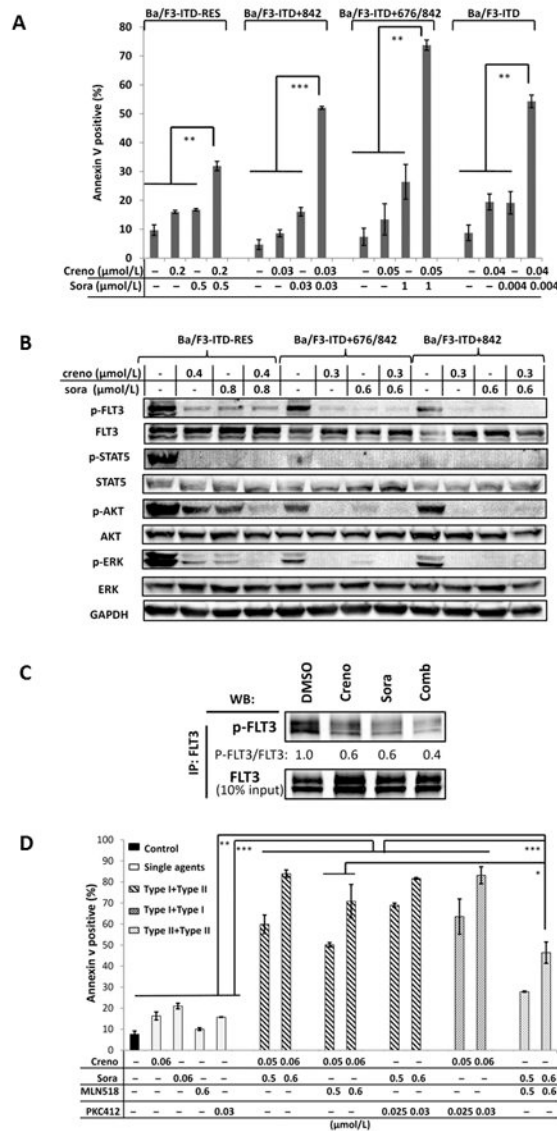 A
Ba/F3-ITD-RES Ba/F3-ITD+842 Ba/F3-ITD+676/842 Ba/F3-ITD
Annexin V positive (%)
80
70
60
50
40
30
20
10
0
** *** ** **
Creno (µmol/L) – 0.2 – 0.2 – 0.03 – 0.03 – 0.05 – 0.05 – 0.04 – 0.04
Sora (µmol/L) – – 0.5 0.5 – – 0.03 0.03 – – 1 1 – – 0.004 0.004
B
Ba/F3-ITD-RES Ba/F3-ITD+676/842 Ba/F3-ITD+842
creno (µmol/L) - 0.4 - 0.4 - 0.3 - 0.3 - 0.3 - 0.3
sora (µmol/L) - - 0.8 0.8 - - 0.6 0.6 - - 0.6 0.6
p-FLT3
FLT3
p-STAT5
STAT5
p-AKT
AKT
p-ERK
ERK
GAPDH
C
WB: DMSO Creno Sora Comb
IP: FLT3
p-FLT3
P-FLT3/FLT3: 1.0 0.6 0.6 0.4
FLT3
(10% input)
D
Control
Single agents
Type I+Type II
Type I+Type I
Type II+Type II
** *** *** *
Annexin v positive (%)
100
90
80
70
60
50
40
30
20
10
0
Creno – 0.06 – – – 0.05 0.06 0.05 0.06 – – 0.05 0.06 – –
Sora – – 0.06 – – 0.5 0.6 – – 0.5 0.6 – – 0.5 0.6
MLN518 – – – 0.6 – – – 0.5 0.6 – – – – 0.5 0.6
PKC412 – – – – 0.03 – – – – 0.025 0.03 0.025 0.03 – –
(µmol/L)